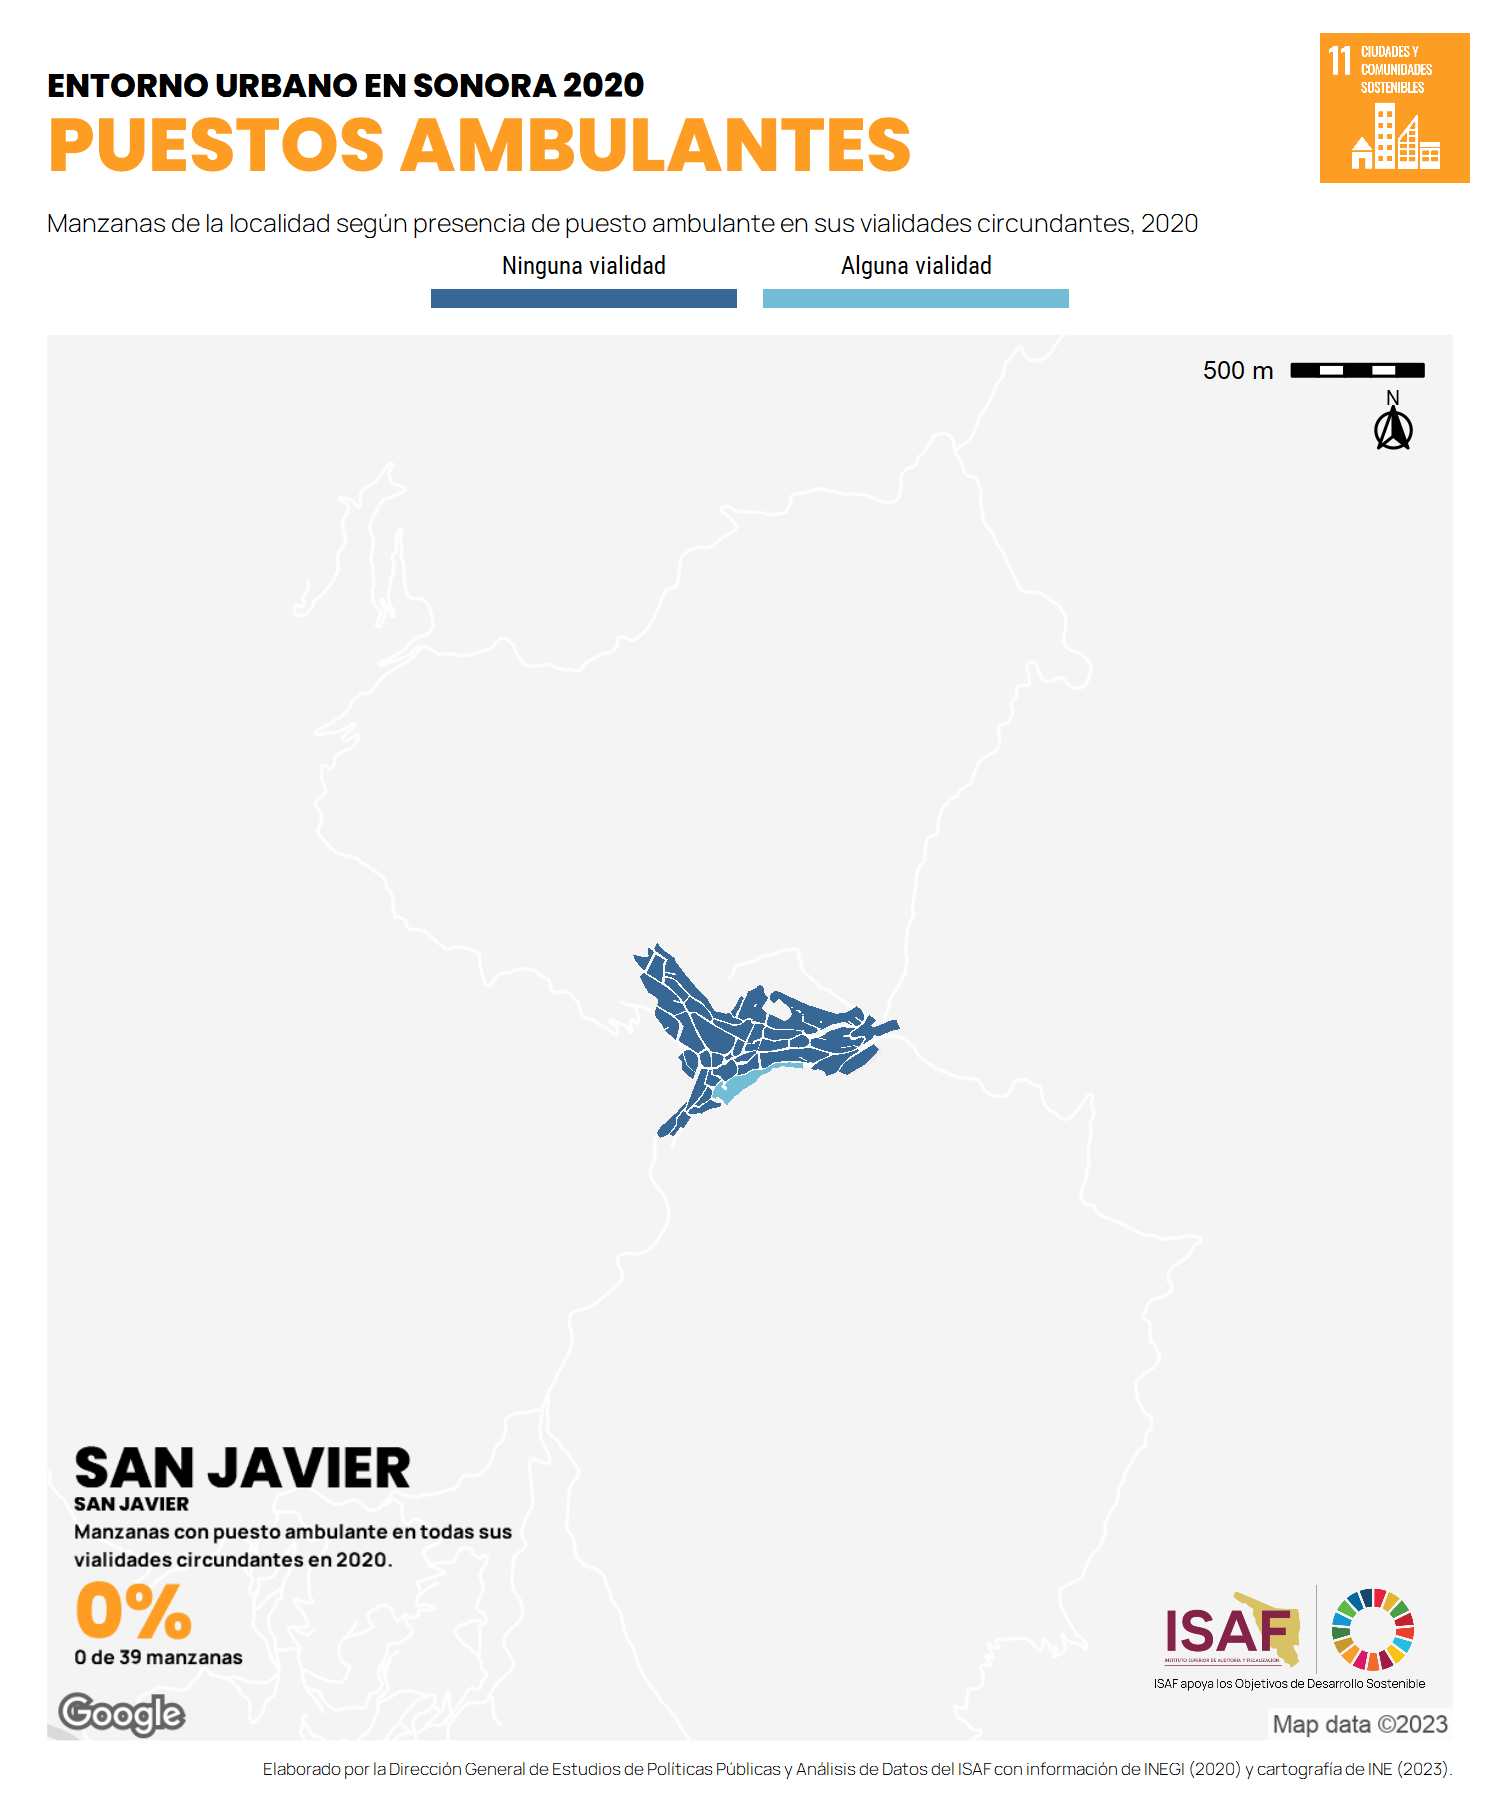 11 CIUDADES Y
COMUNIDADES
SOSTENIBLES
ENTORNO URBANO EN SONORA 2020
PUESTOS AMBULANTES
Manzanas de la localidad según presencia de puesto ambulante en sus vialidades circundantes, 2020
Ninguna vialidad
Alguna vialidad
500 m
N
SAN JAVIER
SAN JAVIER
Manzanas con puesto ambulante en todas sus
vialidades circundantes en 2020.
0%
0 de 39 manzanas
ISAF
INSTITUTO SUPERIOR DE AUDITORÍA Y FISCALIZACIÓN
ISAF apoya los Objetivos de Desarrollo Sostenible
Google
Map data ©2023
Elaborado por la Dirección General de Estudios de Políticas Públicas y Análisis de Datos del ISAF con información de INEGI (2020) y cartografía de INE (2023).